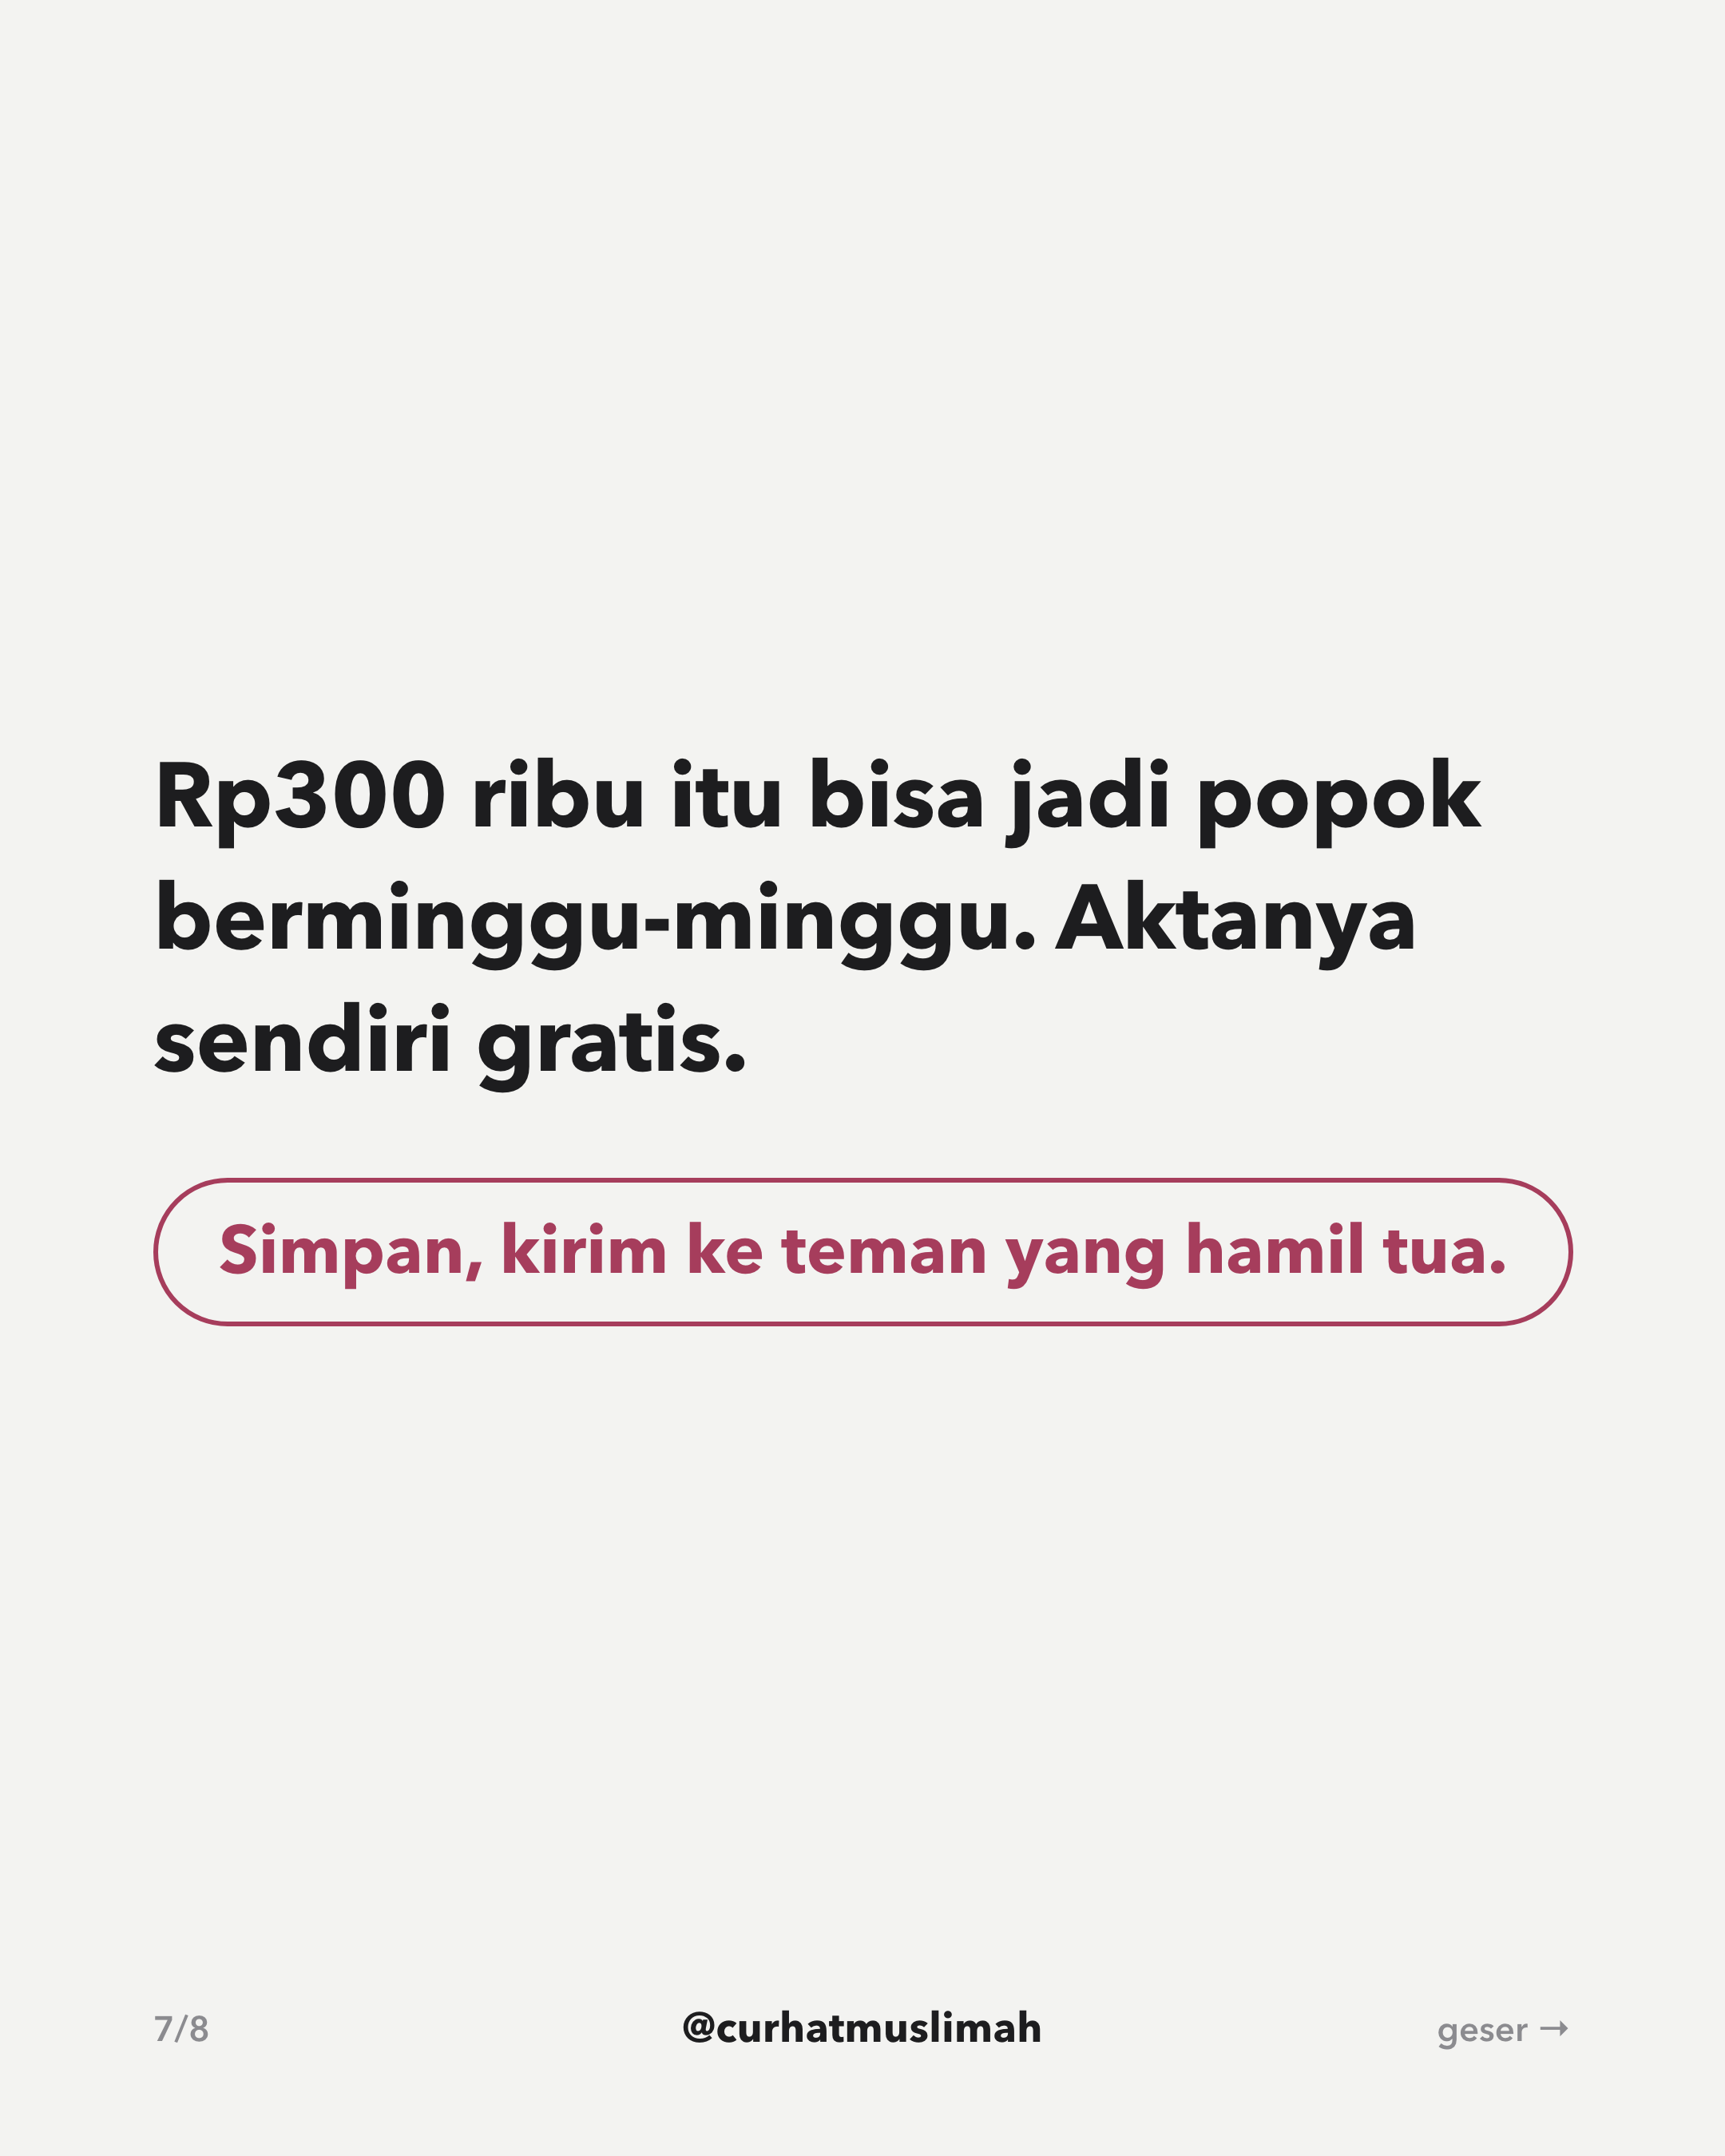 Rp300 ribu itu bisa jadi popok
berminggu-minggu. Aktanya
sendiri gratis.
Simpan, kirim ke teman yang hamil tua.
7/8
@curhatmuslimah
geser →